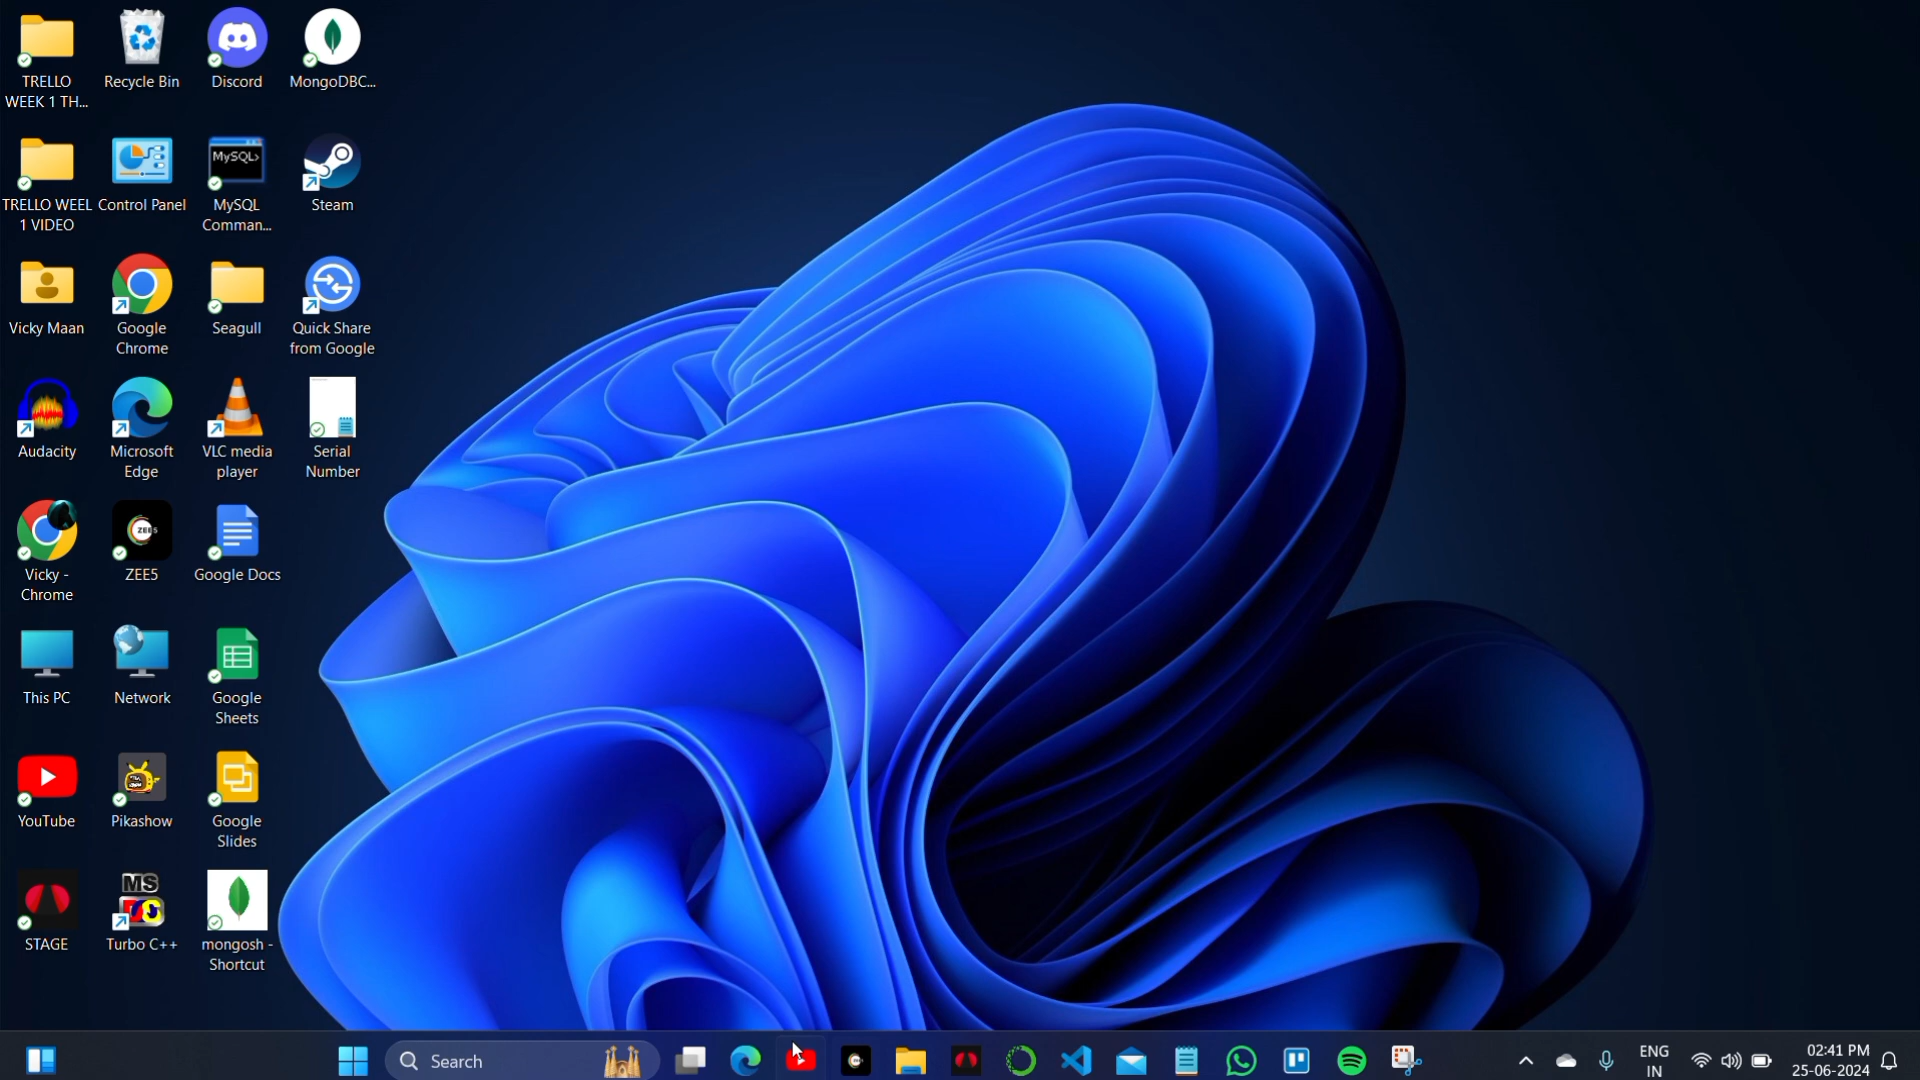 TRELLO
WEEK 1 TH...
Recycle Bin
Discord
MongoDBC...
TRELLO WEEL
1 VIDEO
Control Panel
MySQL>
MySQL
Comman...
Steam
Vicky Maan
Google
Chrome
Seagull
Quick Share
from Google
Audacity
Microsoft
Edge
VLC media
player
Serial
Number
Vicky -
Chrome
ZEE5
ZEE5
Google Docs
This PC
Network
Google
Sheets
YouTube
Pikashow
Google
Slides
STAGE
MS
Turbo C++
mongosh -
Shortcut
Search
ENG
IN
02:41 PM
25-06-2024